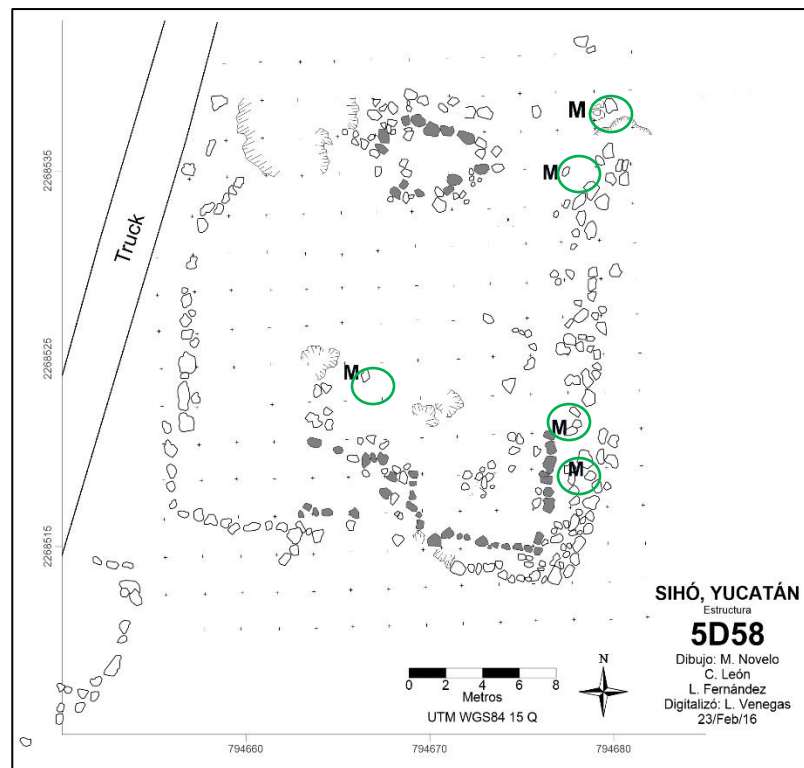 M
M
2268535
Truck
2268525
M
M
M
2268515
SIHÓ, YUCATÁN
Estructura
5D58
Dibujo: M. Novelo
C. León
L. Fernández
Digitalizó: L. Venegas
23/Feb/16
N
0 2 4 6 8
Metros
UTM WGS84 15 Q
794660 794670 794680